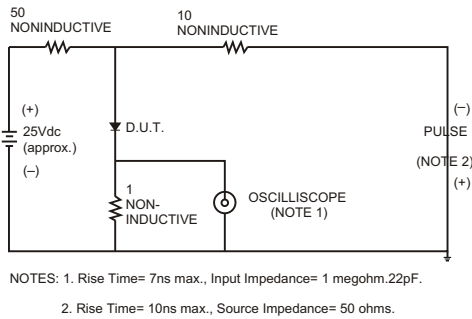 50
NONINDUCTIVE
10
NONINDUCTIVE
(+)
25Vdc
(approx.)
(–)
D.U.T.
(–)
PULSE
(NOTE 2)
(+)
1
NON-
INDUCTIVE
OSCILLISCOPE
(NOTE 1)
NOTES: 1. Rise Time= 7ns max., Input Impedance= 1 megohm.22pF.
2. Rise Time= 10ns max., Source Impedance= 50 ohms.